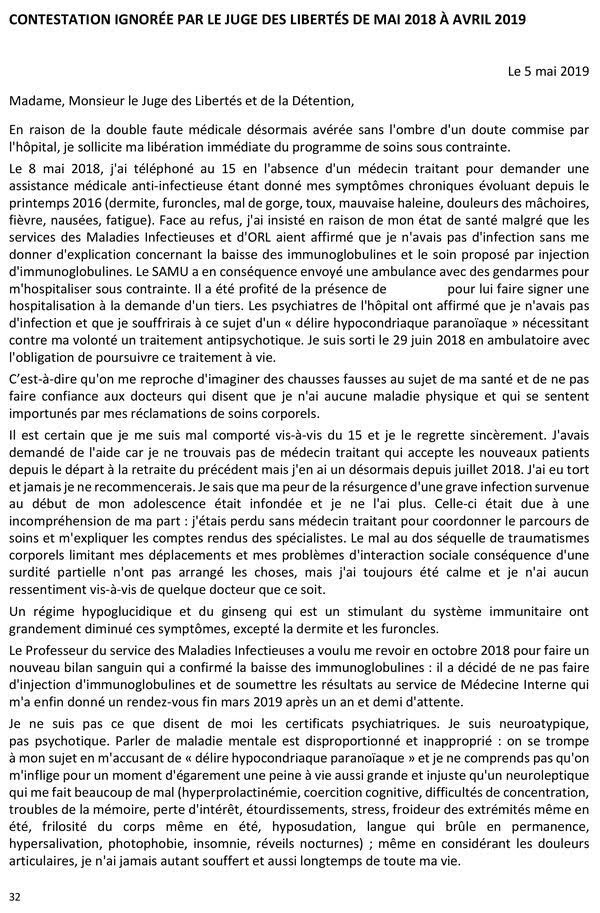 CONTESTATION IGNORÉE PAR LE JUGE DES LIBERTÉS DE MAI 2018 À AVRIL 2019
Le 5 mai 2019
Madame, Monsieur le Juge des Libertés et de la Détention,
En raison de la double faute médicale désormais avérée sans l'ombre d'un doute commise par
l'hôpital, je sollicite ma libération immédiate du programme de soins sous contrainte.
Le 8 mai 2018, j'ai téléphoné au 15 en l'absence d'un médecin traitant pour demander une
assistance médicale anti-infectieuse étant donné mes symptômes chroniques évoluant depuis le
printemps 2016 (dermite, furoncles, mal de gorge, toux, mauvaise haleine, douleurs des mâchoires,
fièvre, nausées, fatigue). Face au refus, j'ai insisté en raison de mon état de santé malgré que les
services des Maladies Infectieuses et d'ORL aient affirmé que je n'avais pas d'infection sans me
donner d'explication concernant la baisse des immunoglobulines et le soin proposé par injection
d'immunoglobulines. Le SAMU a en conséquence envoyé une ambulance avec des gendarmes pour
m'hospitaliser sous contrainte. Il a été profité de la présence de pour lui faire signer une
hospitalisation à la demande d'un tiers. Les psychiatres de l'hôpital ont affirmé que je n'avais pas
d'infection et que je souffrirais à ce sujet d'un « délire hypocondriaque paranoïaque » nécessitant
contre ma volonté un traitement antipsychotique. Je suis sorti le 29 juin 2018 en ambulatoire avec
l'obligation de poursuivre ce traitement à vie.
C'est-à-dire qu'on me reproche d'imaginer des chausses fausses au sujet de ma santé et de ne pas
faire confiance aux docteurs qui disent que je n'ai aucune maladie physique et qui se sentent
importunés par mes réclamations de soins corporels.
Il est certain que je me suis mal comporté vis-à-vis du 15 et je le regrette sincèrement. J'avais
demandé de l'aide car je ne trouvais pas de médecin traitant qui accepte les nouveaux patients
depuis le départ à la retraite du précédent mais j'en ai un désormais depuis juillet 2018. J'ai eu tort
et jamais je ne recommencerais. Je sais que ma peur de la résurgence d'une grave infection survenue
au début de mon adolescence était infondée et je ne l'ai plus. Celle-ci était due à une
incompréhension de ma part : j'étais perdu sans médecin traitant pour coordonner le parcours de
soins et m'expliquer les comptes rendus des spécialistes. Le mal au dos séquelle de traumatismes
corporels limitant mes déplacements et mes problèmes d'interaction sociale conséquence d'une
surdité partielle n'ont pas arrangé les choses, mais j'ai toujours été calme et je n'ai aucun
ressentiment vis-à-vis de quelque docteur que ce soit.
Un régime hypoglucidique et du ginseng qui est un stimulant du système immunitaire ont
grandement diminué ces symptômes, excepté la dermite et les furoncles.
Le Professeur du service des Maladies Infectieuses a voulu me revoir en octobre 2018 pour faire un
nouveau bilan sanguin qui a confirmé la baisse des immunoglobulines : il a décidé de ne pas faire
d'injection d'immunoglobulines et de soumettre les résultats au service de Médecine Interne qui
m'a enfin donné un rendez-vous fin mars 2019 après un an et demi d'attente.
Je ne suis pas ce que disent de moi les certificats psychiatriques. Je suis neuroatypique,
pas psychotique. Parler de maladie mentale est disproportionné et inapproprié : on se trompe
à mon sujet en m'accusant de « délire hypocondriaque paranoïaque » et je ne comprends pas qu'on
m'inflige pour un moment d'égarement une peine à vie aussi grande et injuste qu'un neuroleptique
qui me fait beaucoup de mal (hyperprolactinémie, coercition cognitive, difficultés de concentration,
troubles de la mémoire, perte d'intérêt, étourdissements, stress, froideur des extrémités même en
été, frilosité du corps même en été, hyposudation, langue qui brûle en permanence,
hypersalivation, photophobie, insomnie, réveils nocturnes) ; même en considérant les douleurs
articulaires, je n'ai jamais autant souffert et aussi longtemps de toute ma vie.
32